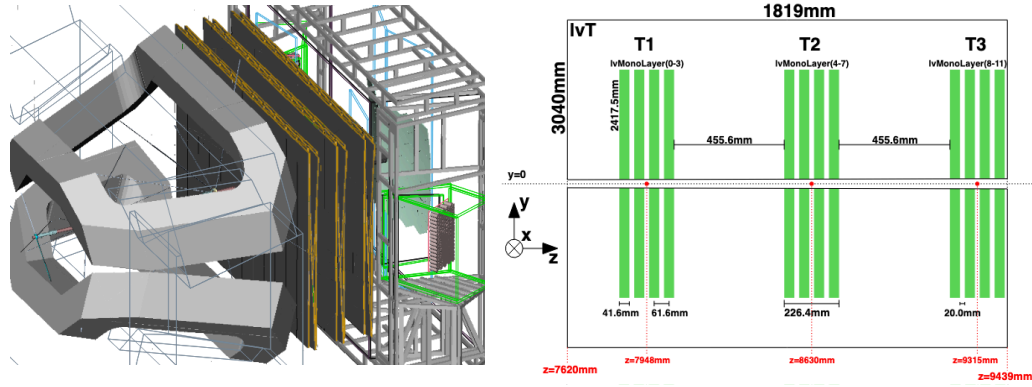 1819mm
lvT
T1 T2 T3
lvMonoLayer(0-3) lvMonoLayer(4-7) lvMonoLayer(8-11)
3040mm
2417.5mm
455.6mm 455.6mm
y=0
y
x
z
41.6mm 61.6mm 226.4mm 20.0mm
z=7948mm z=8630mm z=9315mm
z=7620mm z=9439mm